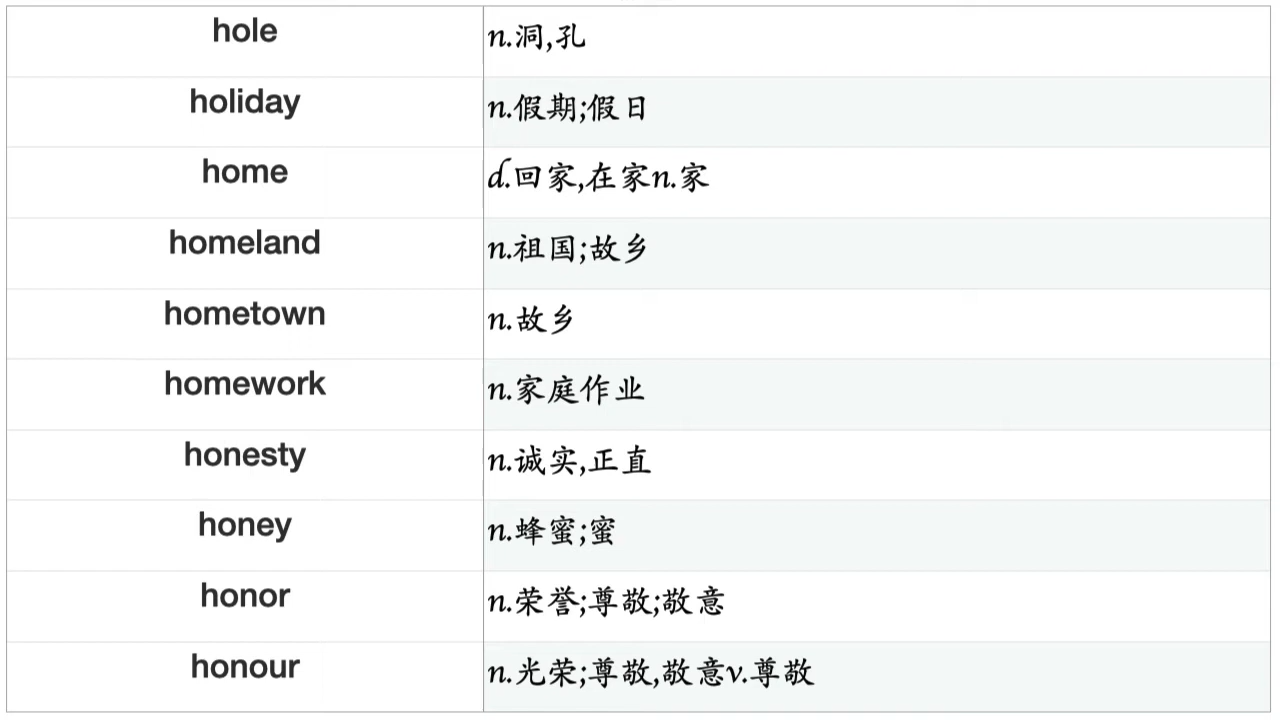 hole n.洞,孔
holiday n.假期;假日
home d.回家,在家n.家
homeland n.祖国;故乡
hometown n.故乡
homework n.家庭作业
honesty n.诚实,正直
honey n.蜂蜜;蜜
honor n.荣誉;尊敬;敬意
honour n.光荣;尊敬,敬意v.尊敬